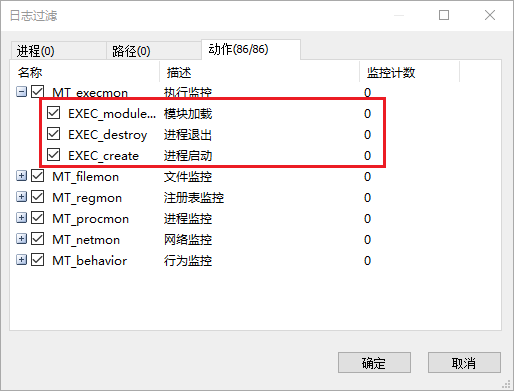 日志过滤
进程(0) 路径(0) 动作(86/86)
名称 描述 监控计数
MT_execmon 执行监控 0
EXEC_module... 模块加载 0
EXEC_destroy 进程退出 0
EXEC_create 进程启动 0
MT_filemon 文件监控 0
MT_regmon 注册表监控 0
MT_procmon 进程监控 0
MT_netmon 网络监控 0
MT_behavior 行为监控 0
确定 取消